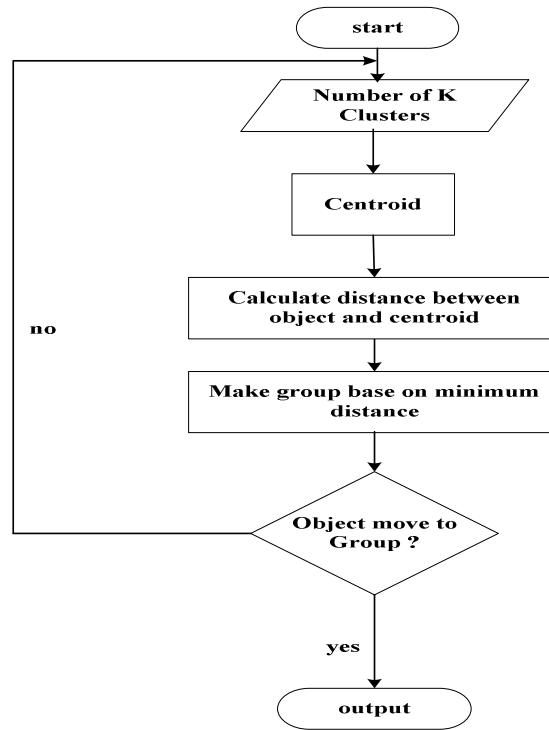 start
Number of K
Clusters
Centroid
Calculate distance between
object and centroid
no
Make group base on minimum
distance
Object move to
Group ?
yes
output